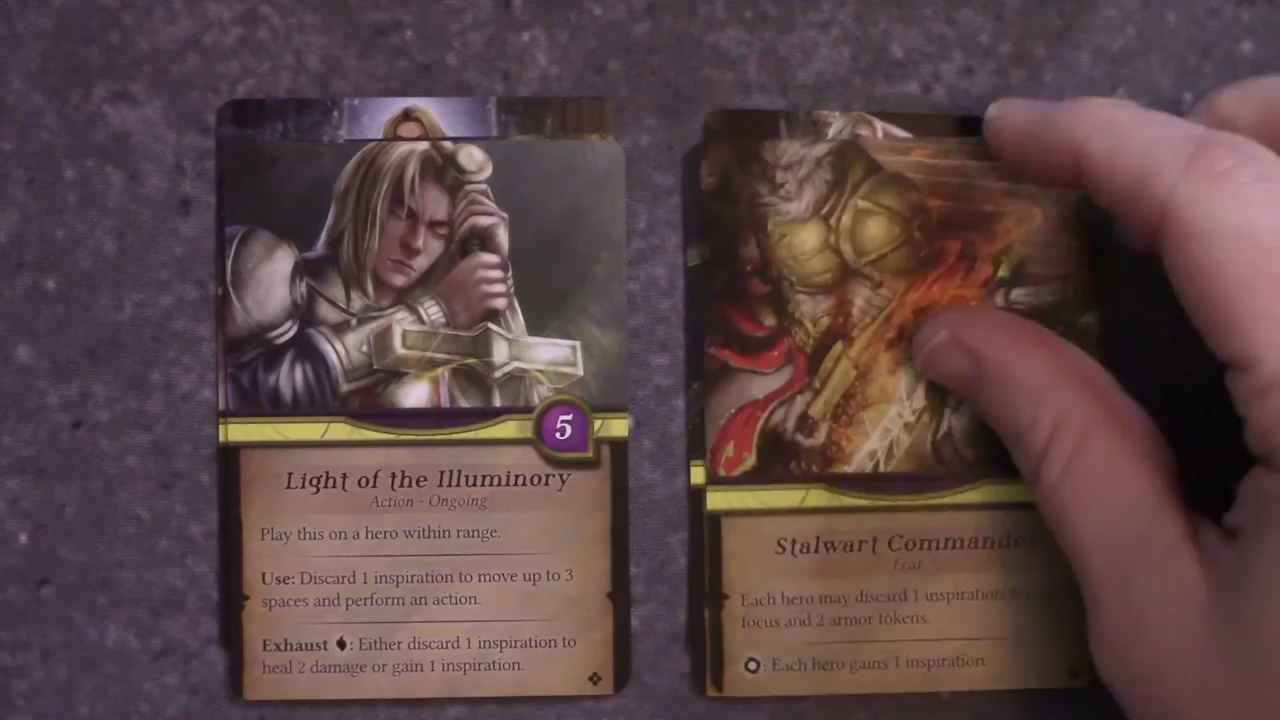 5
Light of the Illuminory
Action - Ongoing
Play this on a hero within range.
Use: Discard 1 inspiration to move up to 3
spaces and perform an action.
Exhaust : Either discard 1 inspiration to
heal 2 damage or gain 1 inspiration.
Stalwart Commander
Feat
Each hero may discard 1 inspiration
focus and 2 armor tokens.
: Each hero gains 1 inspiration.